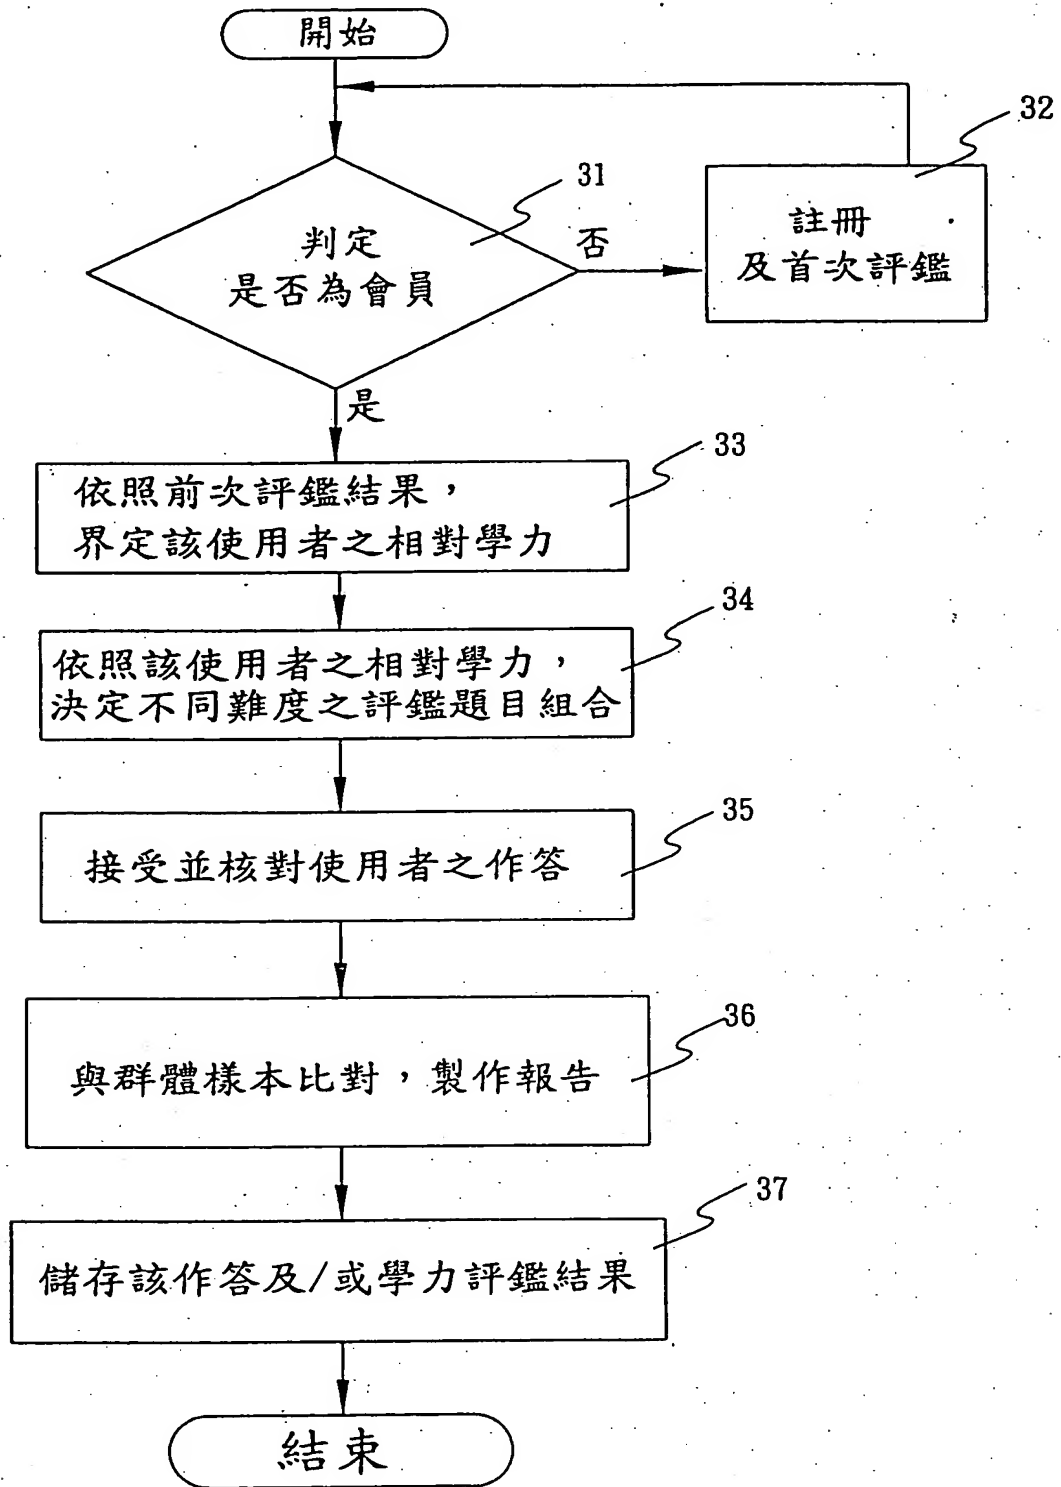 開始
32
31
註冊
及首次評鑑
判定
是否為會員
否
是
33
依照前次評鑑結果，
界定該使用者之相對學力
34
依照該使用者之相對學力，
決定不同難度之評鑑題目組合
35
接受並核對使用者之作答
36
與群體樣本比對，製作報告
37
儲存該作答及/或學力評鑑結果
結束